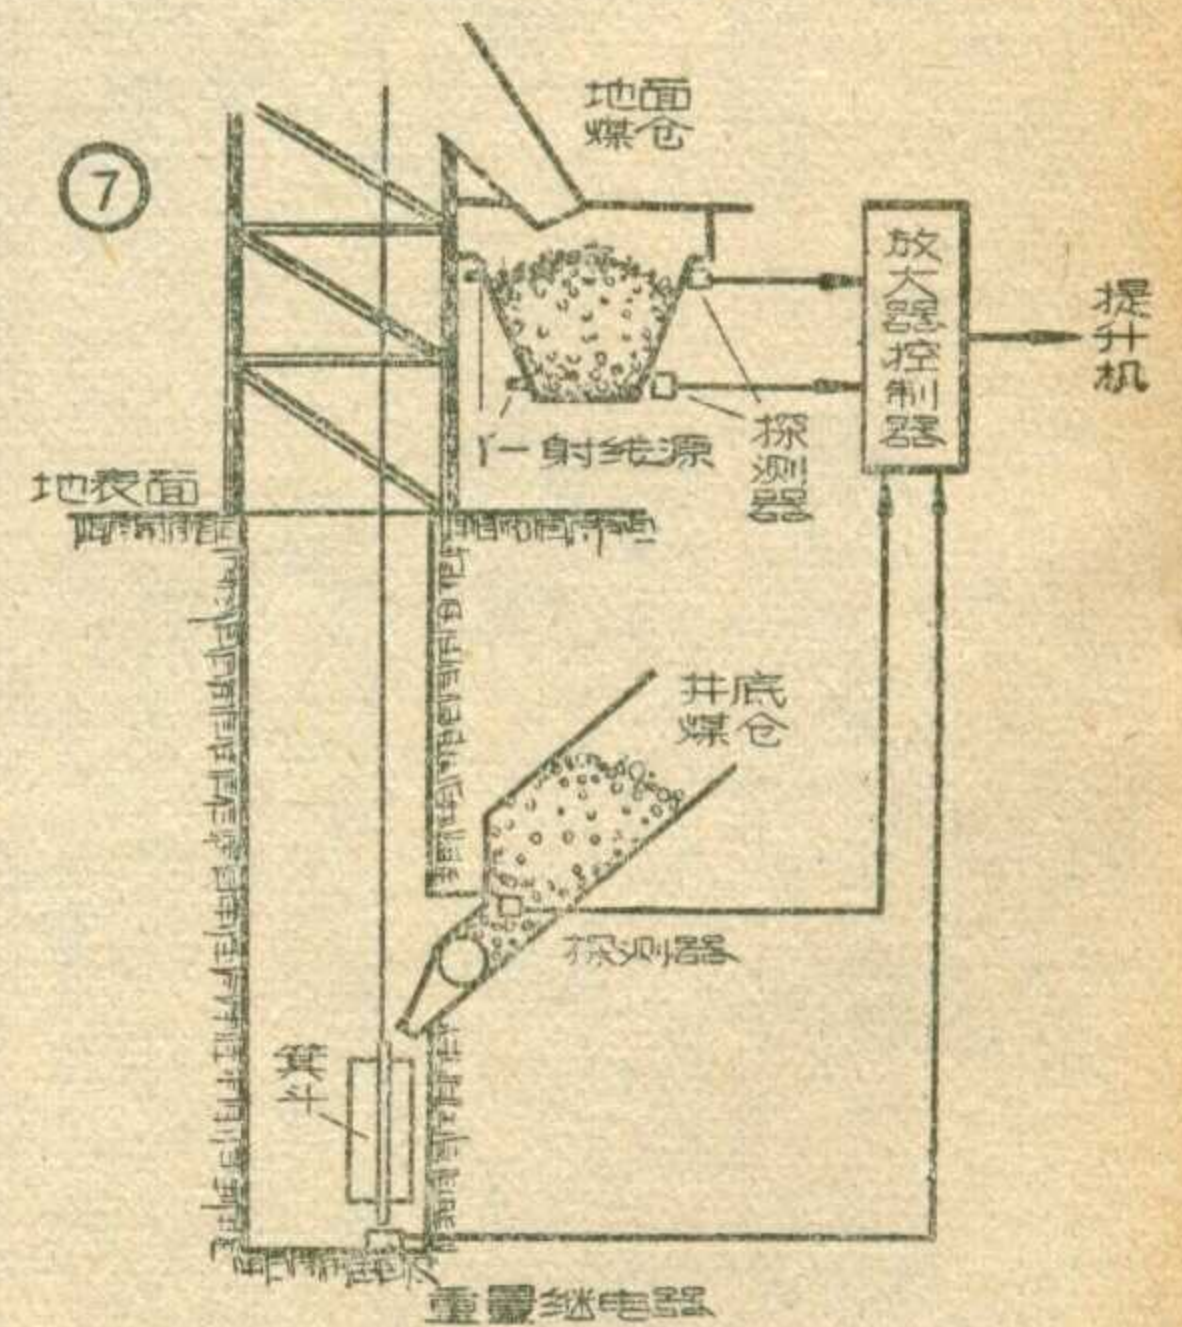 ⑦
地面
煤仓
放大器控制器
提升机
γ-射线源
探测器
地表面
井底
煤仓
探测器
箕斗
重量继电器